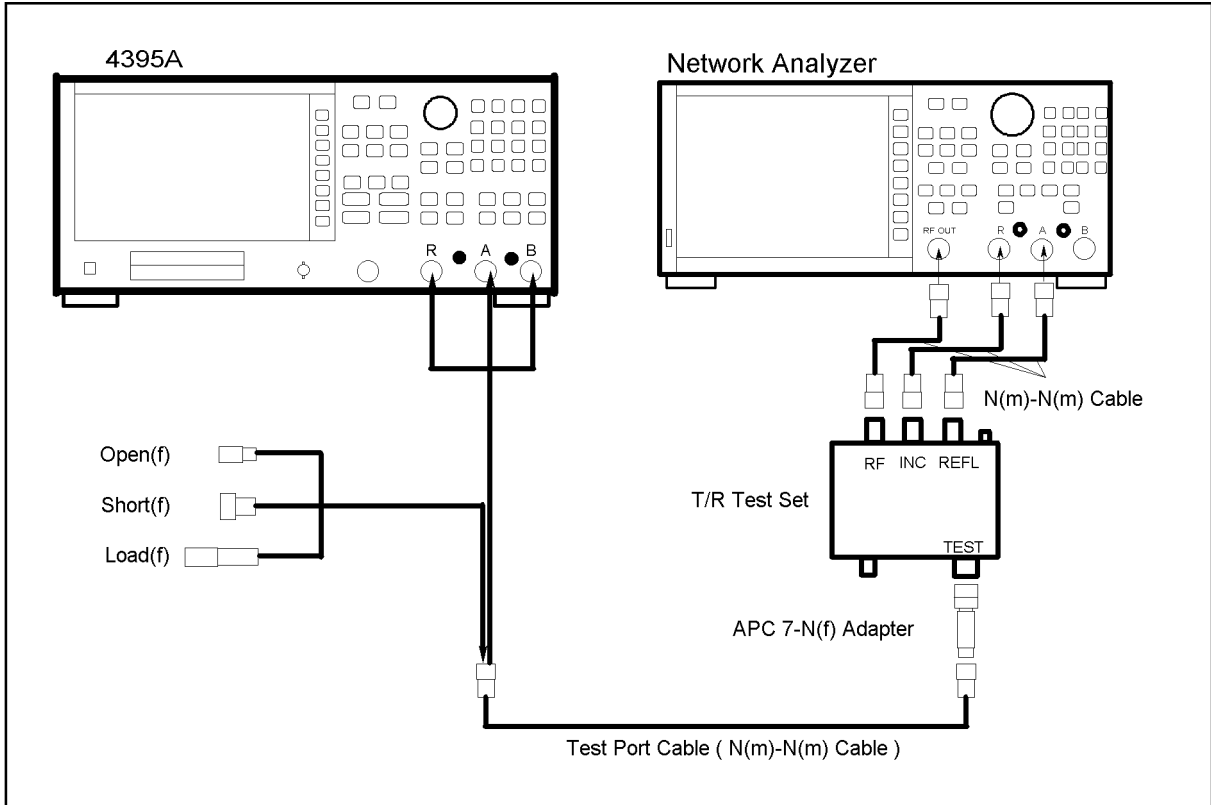 4395A
Network Analyzer
R A B
RF OUT R A B
N(m)-N(m) Cable
RF INC REFL
T/R Test Set
TEST
Open(f)
Short(f)
Load(f)
APC 7-N(f) Adapter
Test Port Cable ( N(m)-N(m) Cable )